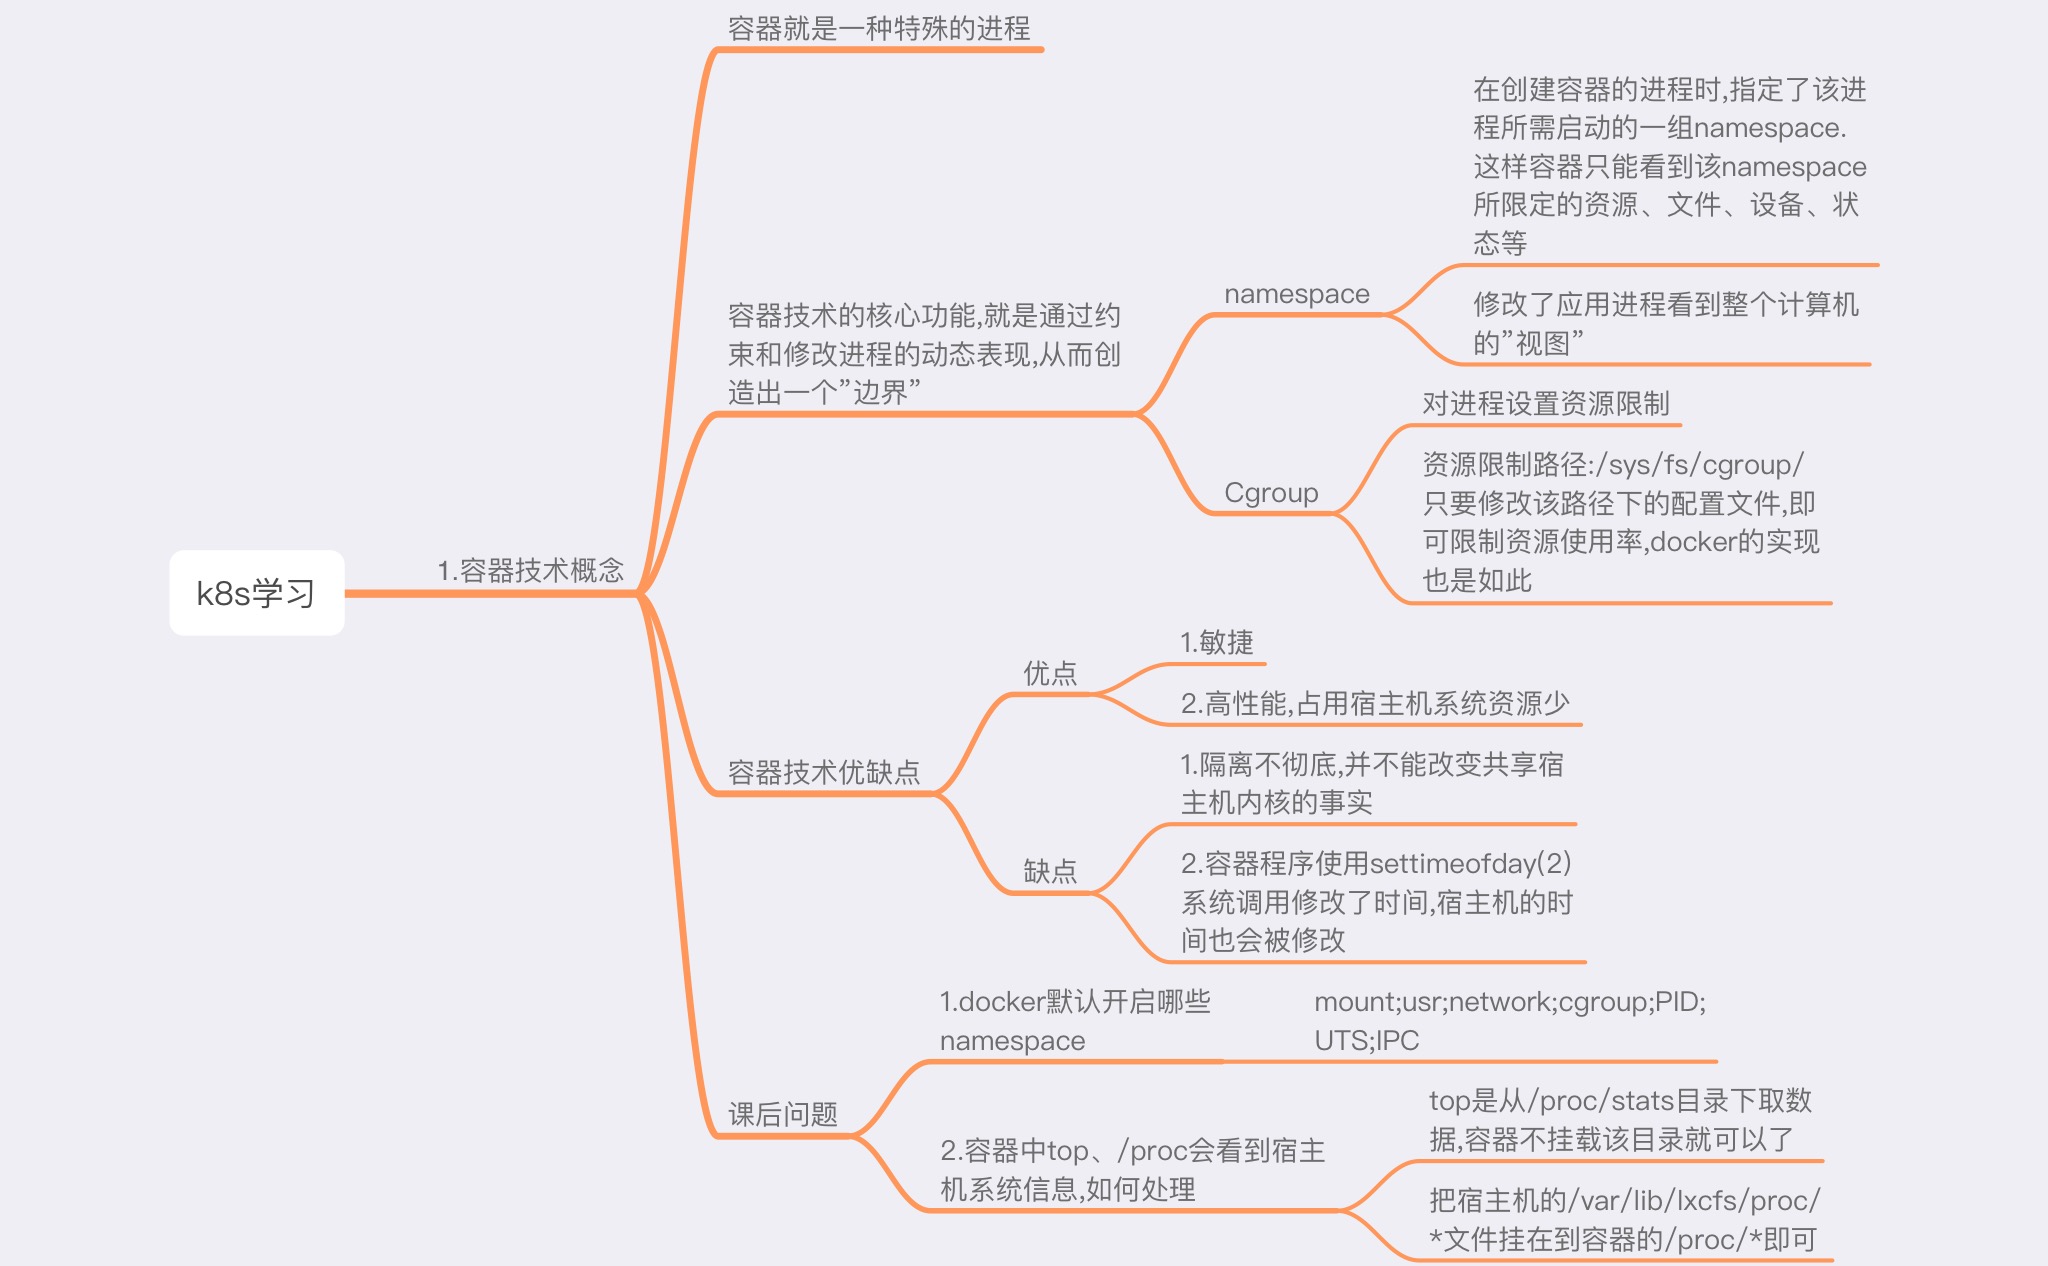 k8s学习
1.容器技术概念
容器就是一种特殊的进程
容器技术的核心功能,就是通过约
束和修改进程的动态表现,从而创
造出一个”边界”
namespace
在创建容器的进程时,指定了该进
程所需启动的一组namespace.
这样容器只能看到该namespace
所限定的资源、文件、设备、状
态等
修改了应用进程看到整个计算机
的”视图”
Cgroup
对进程设置资源限制
资源限制路径:/sys/fs/cgroup/
只要修改该路径下的配置文件,即
可限制资源使用率,docker的实现
也是如此
容器技术优缺点
优点
1.敏捷
2.高性能,占用宿主机系统资源少
缺点
1.隔离不彻底,并不能改变共享宿
主机内核的事实
2.容器程序使用settimeofday(2)
系统调用修改了时间,宿主机的时
间也会被修改
课后问题
1.docker默认开启哪些
namespace
mount;usr;network;cgroup;PID;
UTS;IPC
2.容器中top、/proc会看到宿主
机系统信息,如何处理
top是从/proc/stats目录下取数
据,容器不挂载该目录就可以了
把宿主机的/var/lib/lxcfs/proc/
*文件挂在到容器的/proc/*即可